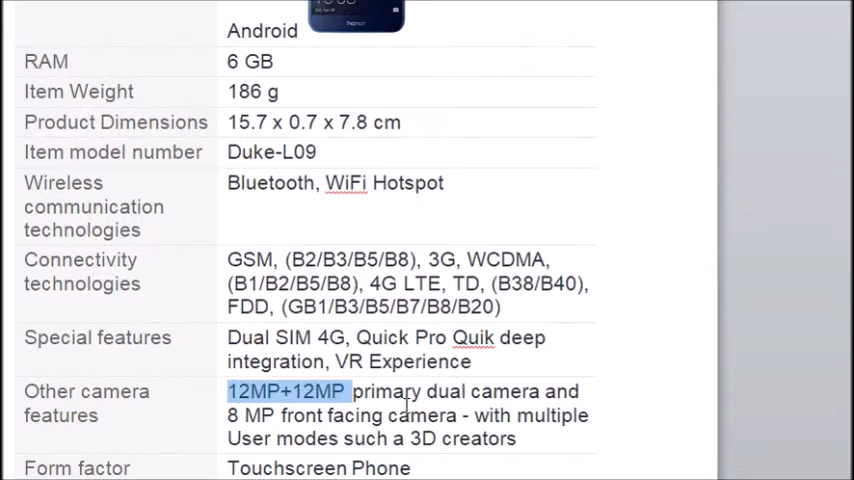 honor
Android
RAM 6 GB
Item Weight 186 g
Product Dimensions 15.7 x 0.7 x 7.8 cm
Item model number Duke-L09
Wireless Bluetooth, WiFi Hotspot
communication
technologies
Connectivity GSM, (B2/B3/B5/B8), 3G, WCDMA,
technologies (B1/B2/B5/B8), 4G LTE, TD, (B38/B40),
FDD, (GB1/B3/B5/B7/B8/B20)
Special features Dual SIM 4G, Quick Pro Quik deep
integration, VR Experience
Other camera 12MP+12MP primary dual camera and
features 8 MP front facing camera - with multiple
User modes such a 3D creators
Form factor Touchscreen Phone